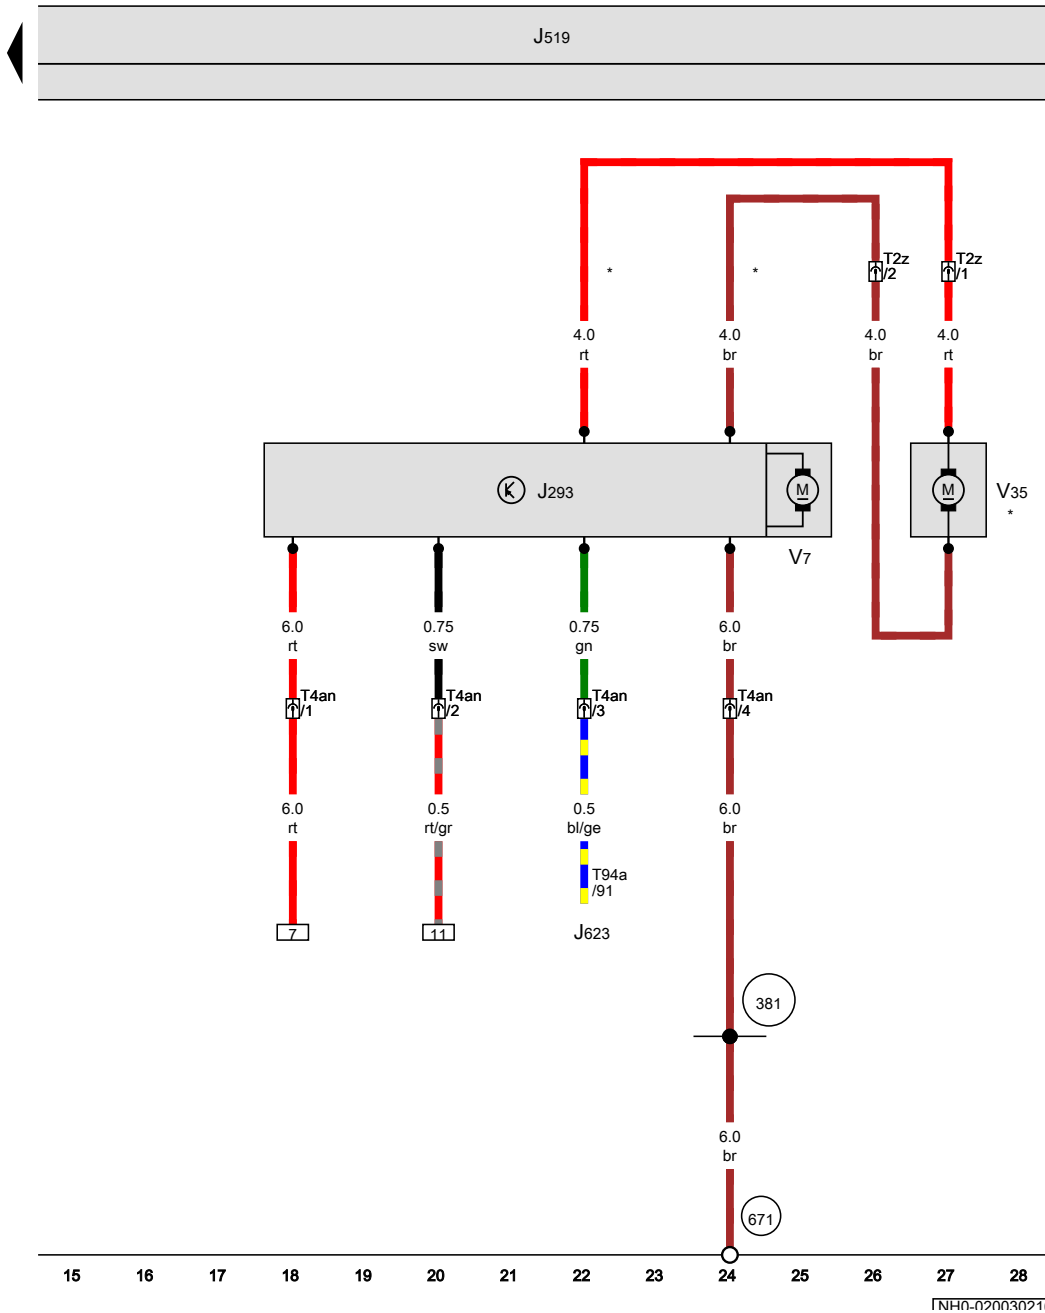 J519
T2z
/2
T2z
/1
*
*
4.0
rt
4.0
br
4.0
br
4.0
rt
J293
M
V7
M
V35
*
6.0
rt
0.75
sw
0.75
gn
6.0
br
T4an
/1
T4an
/2
T4an
/3
T4an
/4
6.0
rt
0.5
rt/gr
0.5
bl/ge
6.0
br
T94a
/91
7
11
J623
381
6.0
br
671
15 16 17 18 19 20 21 22 23 24 25 26 27 28